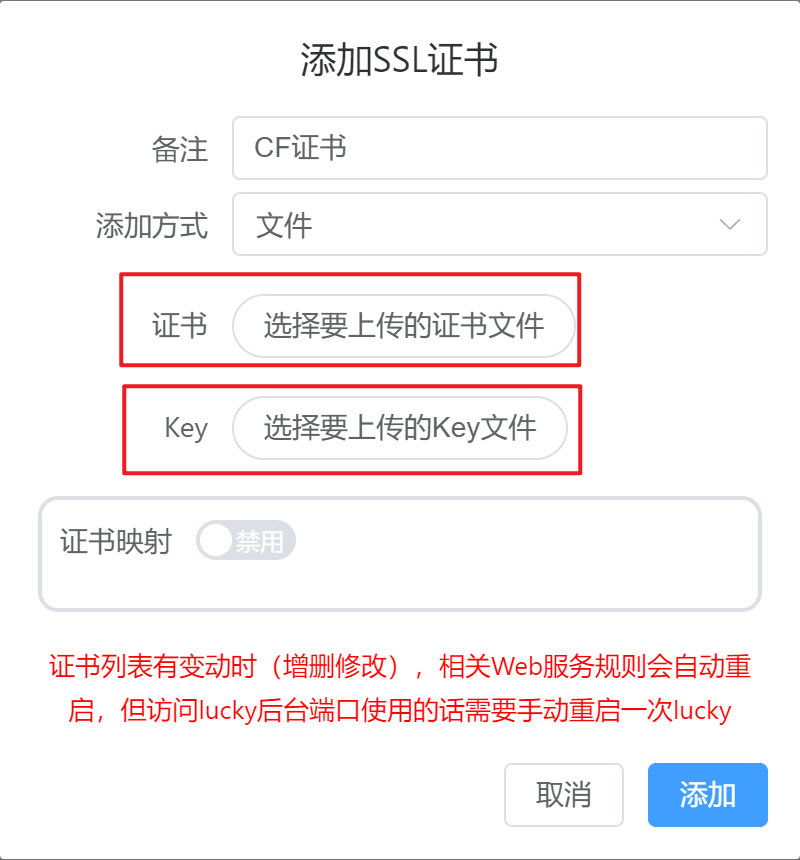 添加SSL证书
备注 CF证书
添加方式 文件
证书 选择要上传的证书文件
Key 选择要上传的Key文件
证书映射 禁用
证书列表有变动时（增删修改），相关Web服务规则会自动重
启，但访问lucky后台端口使用的话需要手动重启一次lucky
取消 添加